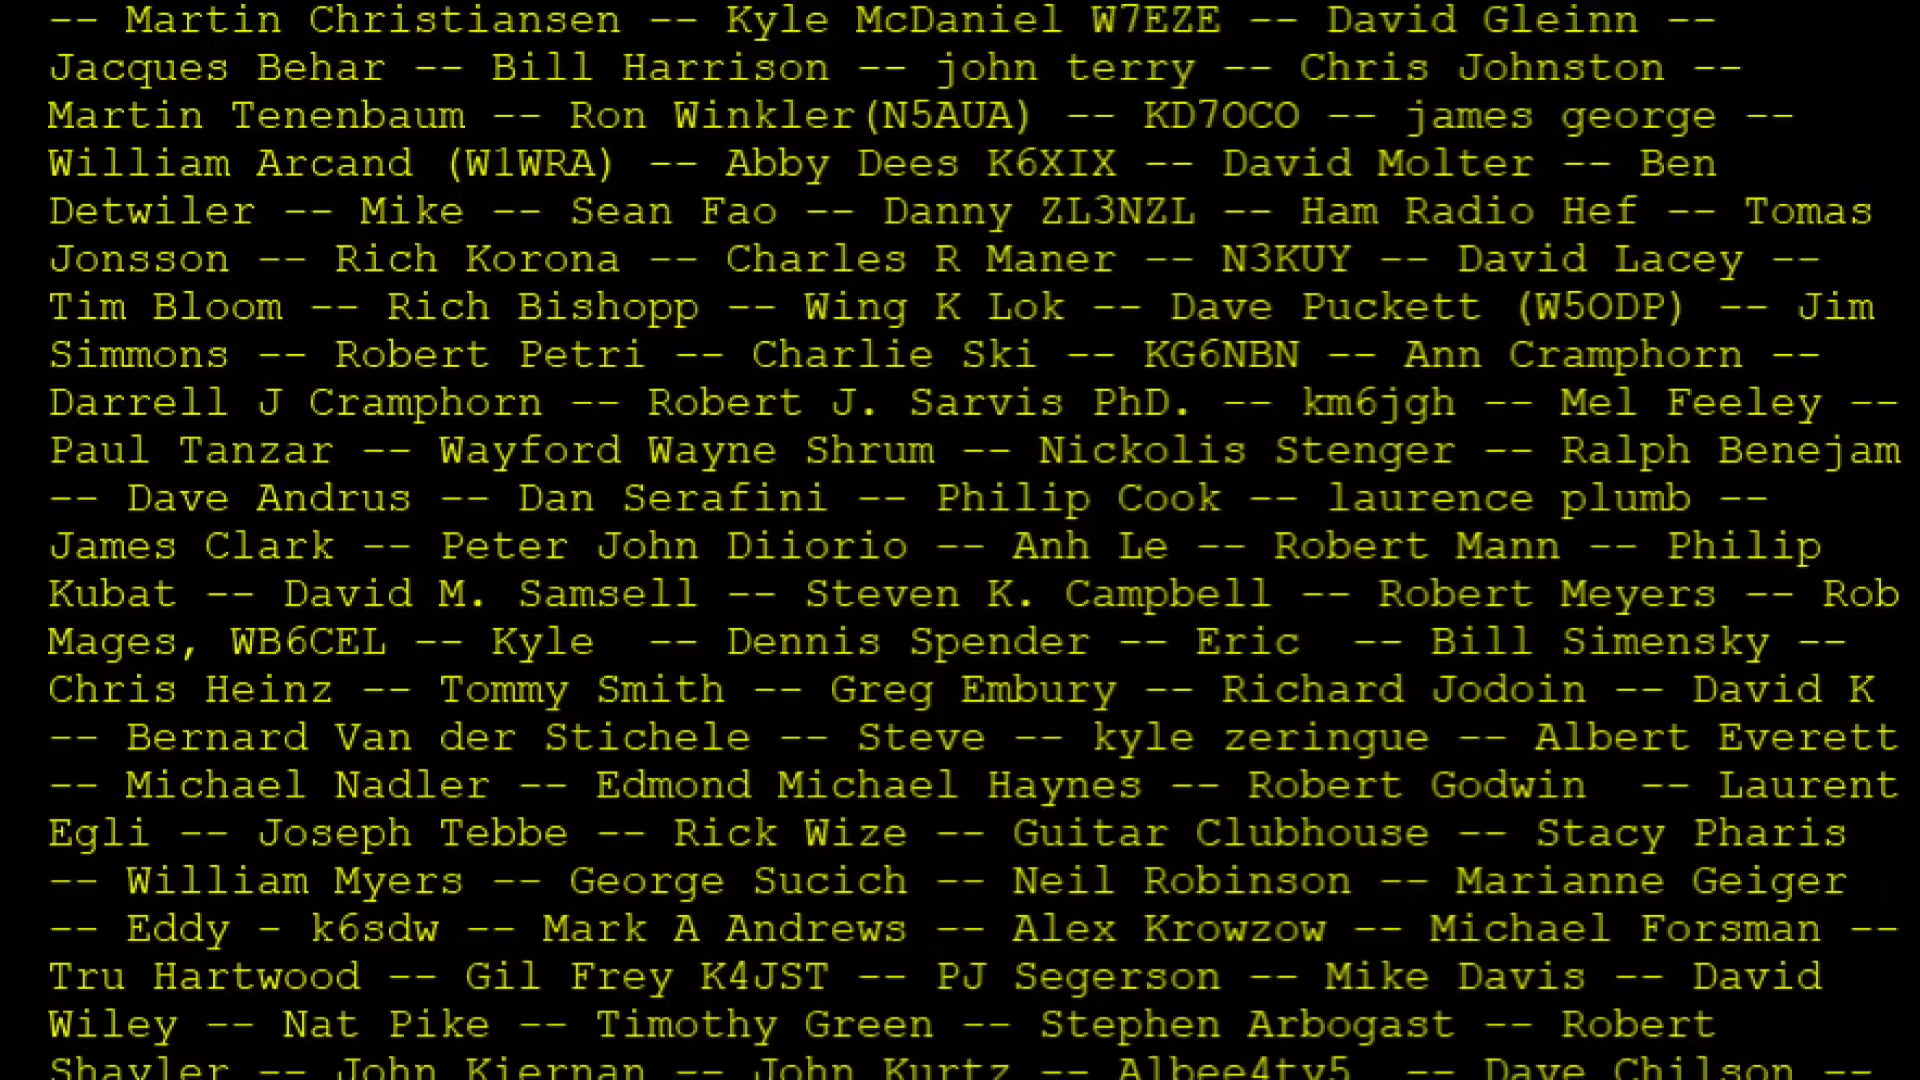 -- Martin Christiansen -- Kyle McDaniel W7EZE -- David Gleinn --
Jacques Behar -- Bill Harrison -- john terry -- Chris Johnston --
Martin Tenenbaum -- Ron Winkler(N5AUA) -- KD7OCO -- james george --
William Arcand (W1WRA) -- Abby Dees K6XIX -- David Molter -- Ben
Detwiler -- Mike -- Sean Fao -- Danny ZL3NZL -- Ham Radio Hef -- Tomas
Jonsson -- Rich Korona -- Charles R Maner -- N3KUY -- David Lacey --
Tim Bloom -- Rich Bishopp -- Wing K Lok -- Dave Puckett (W5ODP) -- Jim
Simmons -- Robert Petri -- Charlie Ski -- KG6NBN -- Ann Cramphorn --
Darrell J Cramphorn -- Robert J. Sarvis PhD. -- km6jgh -- Mel Feeley --
Paul Tanzar -- Wayford Wayne Shrum -- Nickolis Stenger -- Ralph Benejam
-- Dave Andrus -- Dan Serafini -- Philip Cook -- laurence plumb --
James Clark -- Peter John Diiorio -- Anh Le -- Robert Mann -- Philip
Kubat -- David M. Samsell -- Steven K. Campbell -- Robert Meyers -- Rob
Mages, WB6CEL -- Kyle  -- Dennis Spender -- Eric  -- Bill Simensky --
Chris Heinz -- Tommy Smith -- Greg Embury -- Richard Jodoin -- David K
-- Bernard Van der Stichele -- Steve -- kyle zeringue -- Albert Everett
-- Michael Nadler -- Edmond Michael Haynes -- Robert Godwin  -- Laurent
Egli -- Joseph Tebbe -- Rick Wize -- Guitar Clubhouse -- Stacy Pharis
-- William Myers -- George Sucich -- Neil Robinson -- Marianne Geiger
-- Eddy - k6sdw -- Mark A Andrews -- Alex Krowzow -- Michael Forsman --
Tru Hartwood -- Gil Frey K4JST -- PJ Segerson -- Mike Davis -- David
Wiley -- Nat Pike -- Timothy Green -- Stephen Arbogast -- Robert
Shayler -- John Kiernan -- John Kurtz -- Albee4ty5  -- Dave Chilson --